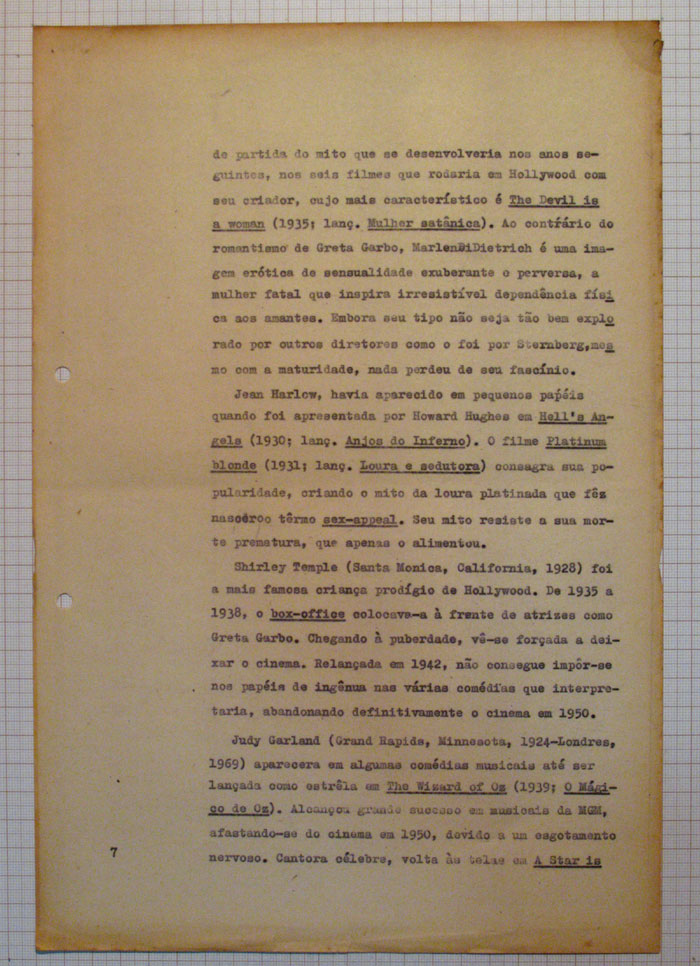 de partida do mito que se desenvolveria nos anos se-
guintes, nos seis filmes que rodaria em Hollywood com
seu criador, cujo mais característico é The Devil is
a woman (1935; lanç. Mulher satânica). Ao contrário do
romantismo de Greta Garbo, Marlene Dietrich é uma ima-
gem erótica de sensualidade exuberante e perversa, a
mulher fatal que inspira irresistível dependência físi
ca aos amantes. Embora seu tipo não seja tão bem explo
rado por outros diretores como o foi por Sternberg,mes
mo com a maturidade, nada perdeu de seu fascínio.
Jean Harlow, havia aparecido em pequenos papéis
quando foi apresentada por Howard Hughes em Hell's An-
gels (1930; lanç. Anjos do Inferno). O filme Platinum
blonde (1931; lanç. Loura e sedutora) consagra sua po-
pularidade, criando o mito da loura platinada que fêz
nascer o têrmo sex-appeal. Seu mito resiste a sua mor-
te prematura, que apenas o alimentou.
Shirley Temple (Santa Monica, California, 1928) foi
a mais famosa criança prodígio de Hollywood. De 1935 a
1938, o box-office colocava-a à frente de atrizes como
Greta Garbo. Chegando à puberdade, vê-se forçada a dei-
xar o cinema. Relançada em 1942, não consegue impôr-se
nos papéis de ingênua nas várias comédias que interpre-
taria, abandonando definitivamente o cinema em 1950.
Judy Garland (Grand Rapids, Minnesota, 1924-Londres,
1969) aparecera em algumas comédias musicais até ser
lançada como estrêla em The Wizard of Oz (1939; O Mági-
co de Oz). Alcançou grande sucesso em musicais da MGM,
afastando-se do cinema em 1950, devido a um esgotamento
nervoso. Cantora célebre, volta às telas em A Star is
7